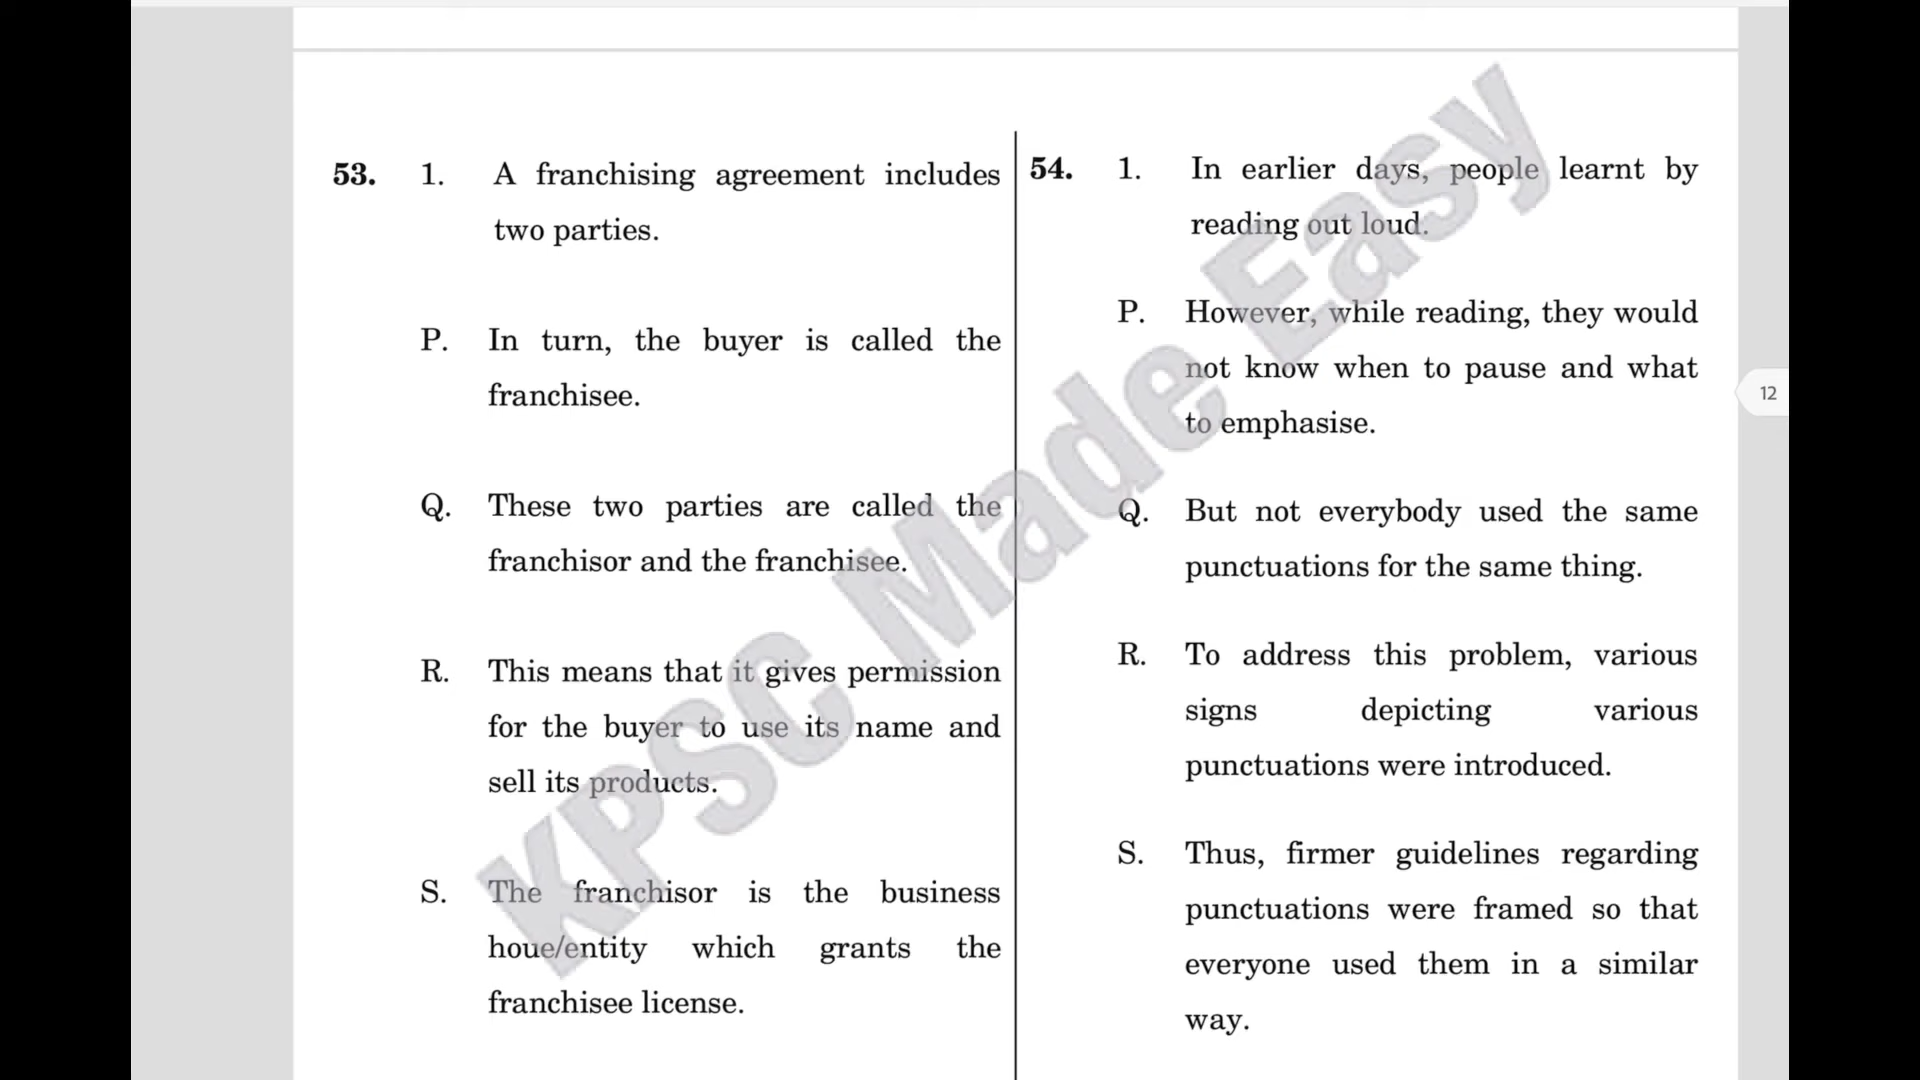 53. 1. A franchising agreement includes
two parties.
P. In turn, the buyer is called the
franchisee.
Q. These two parties are called the
franchisor and the franchisee.
R. This means that it gives permission
for the buyer to use its name and
sell its products.
S. The franchisor is the business
houe/entity which grants the
franchisee license.
54. 1. In earlier days, people learnt by
reading out loud.
P. However, while reading, they would
not know when to pause and what
to emphasise.
Q. But not everybody used the same
punctuations for the same thing.
R. To address this problem, various
signs depicting various
punctuations were introduced.
S. Thus, firmer guidelines regarding
punctuations were framed so that
everyone used them in a similar
way.
12
KPSC Made Easy